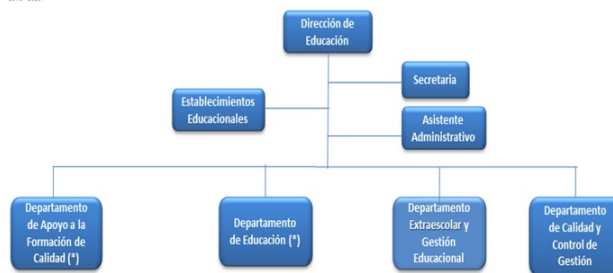 Dirección de
Educación
Secretaria
Establecimientos
Educacionales
Asistente
Administrativo
Departamento
de Apoyo a la
Formación de
Calidad (*)
Departamento
de Educación (*)
Departamento
Extraescolar y
Gestión
Educacional
Departamento
de Calidad y
Control de
Gestión